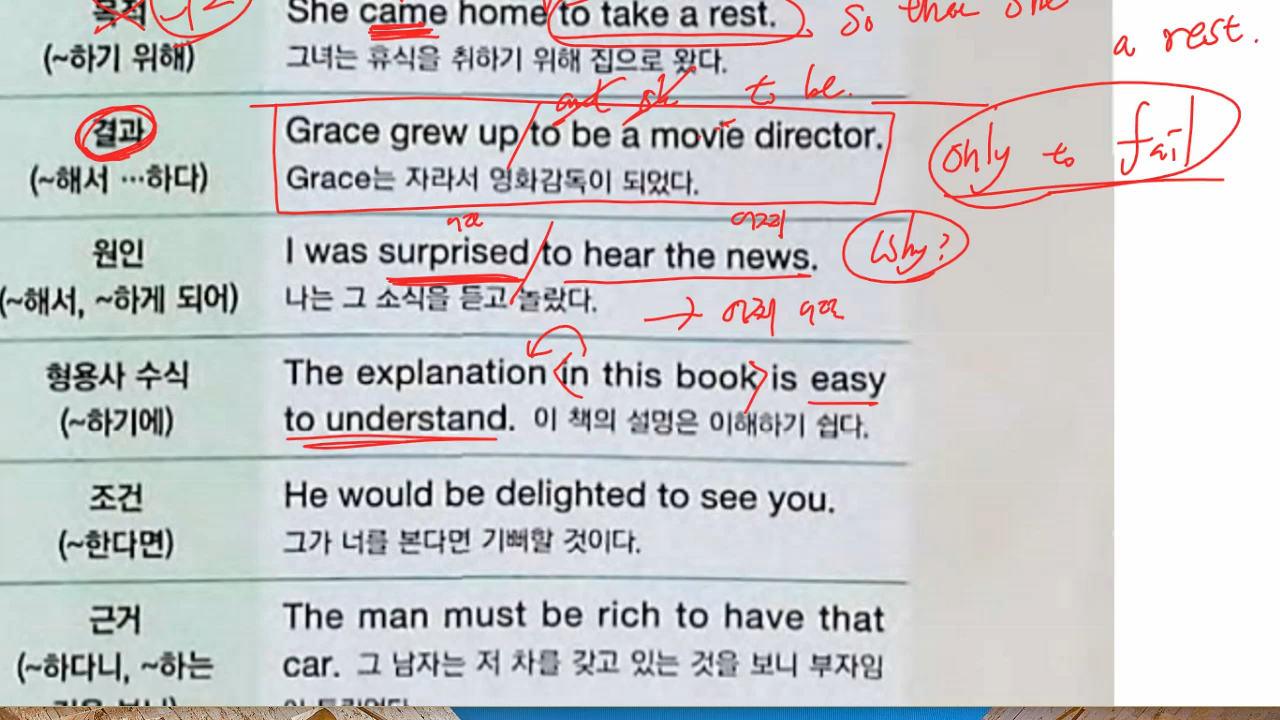 목적
(~하기 위해)
She came home to take a rest.
so that she
a rest.
그녀는 휴식을 취하기 위해 집으로 왔다.
to be.
결과
(~해서 …하다)
Grace grew up to be a movie director.
Grace는 자라서 영화감독이 되었다.
only to fail
원인
(~해서, ~하게 되어)
I was surprised to hear the news.
Why?
나는 그 소식을 듣고 놀랐다.
형용사 수식
(~하기에)
The explanation in this book is easy
to understand. 이 책의 설명은 이해하기 쉽다.
조건
(~한다면)
He would be delighted to see you.
그가 너를 본다면 기뻐할 것이다.
근거
(~하다니, ~하는
The man must be rich to have that
car. 그 남자는 저 차를 갖고 있는 것을 보니 부자임